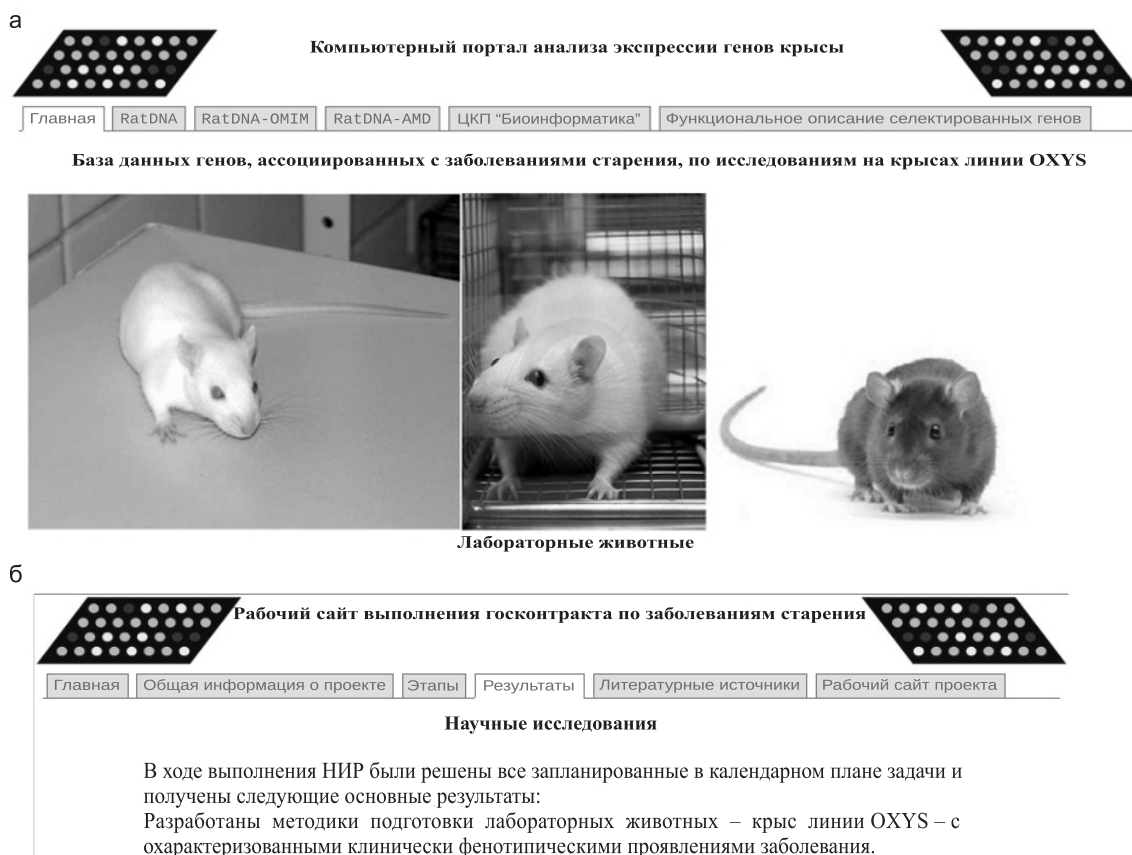 а
Компьютерный портал анализа экспрессии генов крысы
Главная RatDNA RatDNA-OMIM RatDNA-AMD ЦКП “Биоинформатика” Функциональное описание селектированных генов
База данных генов, ассоциированных с заболеваниями старения, по исследованиям на крысах линии OXYS
Лабораторные животные
б
Рабочий сайт выполнения госконтракта по заболеваниям старения
Главная Общая информация о проекте Этапы Результаты Литературные источники Рабочий сайт проекта
Научные исследования
В ходе выполнения НИР были решены все запланированные в календарном плане задачи и
получены следующие основные результаты:
Разработаны методики подготовки лабораторных животных – крыс линии OXYS – с
охарактеризованными клинически фенотипическими проявлениями заболевания.